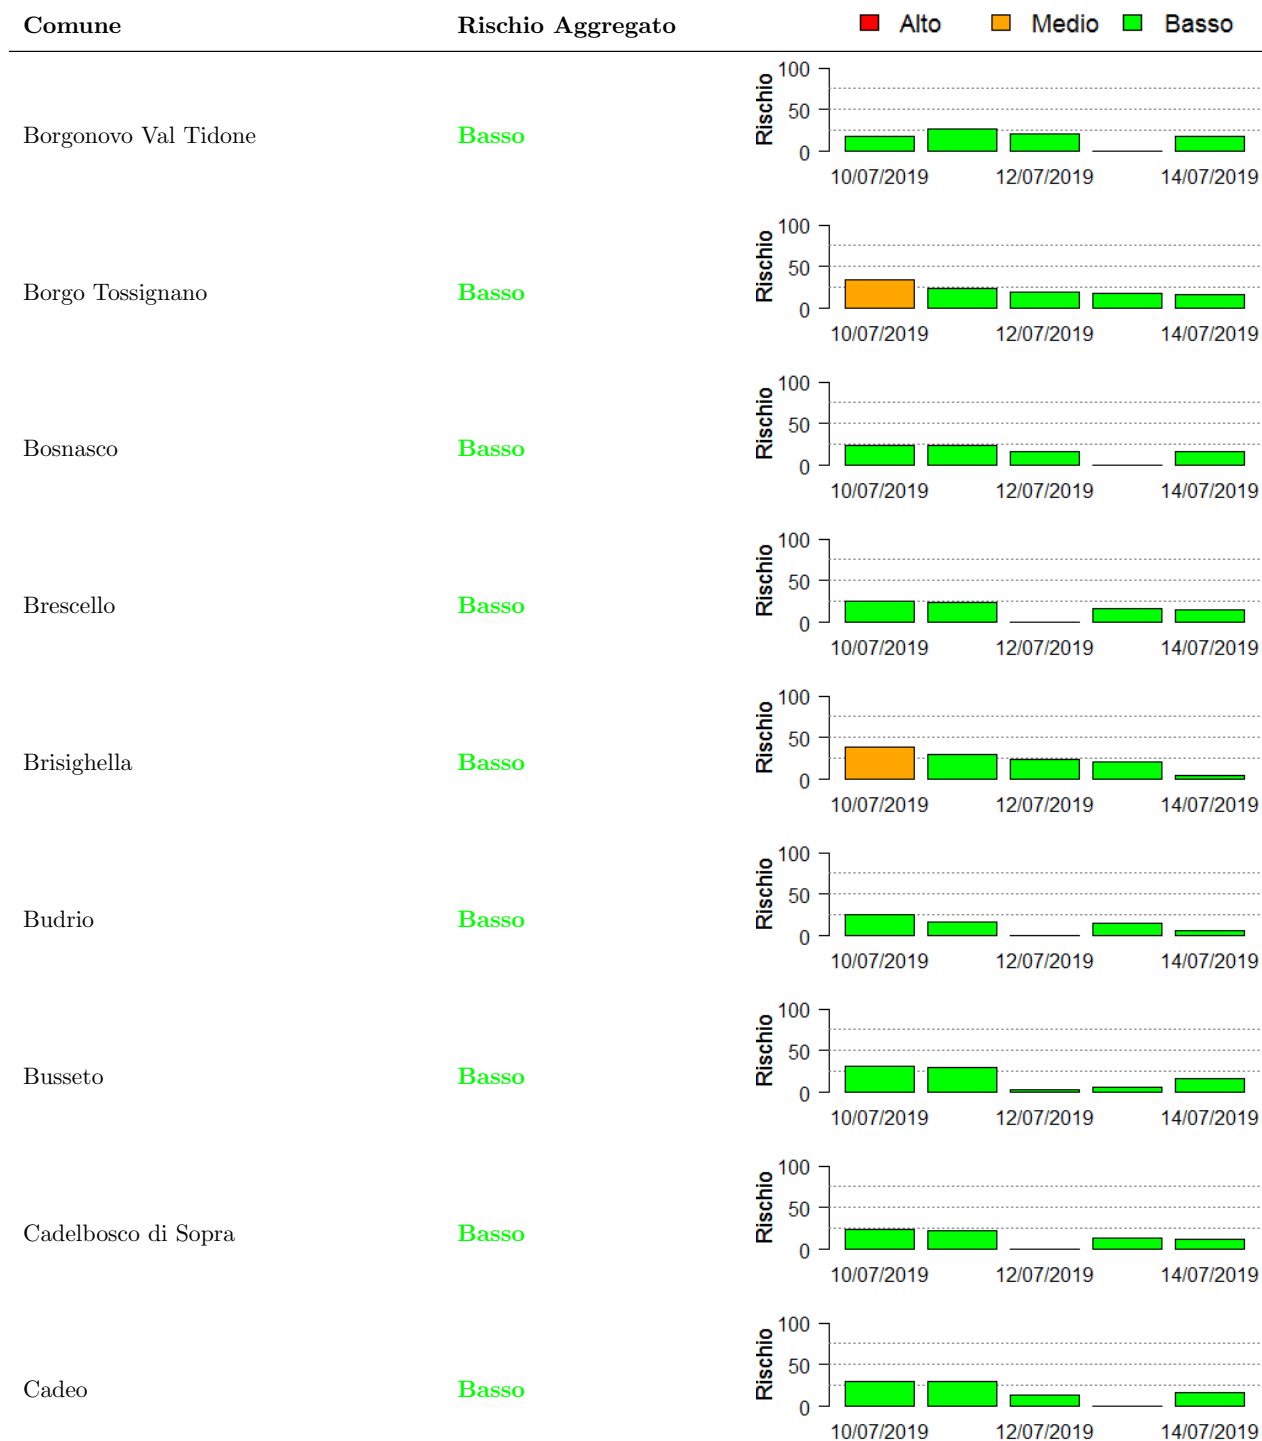 Comune Rischio Aggregato Alto Medio Basso
Borgonovo Val Tidone Basso
Rischio
100
50
0
10/07/2019 12/07/2019 14/07/2019
Borgo Tossignano Basso
Rischio
100
50
0
10/07/2019 12/07/2019 14/07/2019
Bosnasco Basso
Rischio
100
50
0
10/07/2019 12/07/2019 14/07/2019
Brescello Basso
Rischio
100
50
0
10/07/2019 12/07/2019 14/07/2019
Brisighella Basso
Rischio
100
50
0
10/07/2019 12/07/2019 14/07/2019
Budrio Basso
Rischio
100
50
0
10/07/2019 12/07/2019 14/07/2019
Busseto Basso
Rischio
100
50
0
10/07/2019 12/07/2019 14/07/2019
Cadelbosco di Sopra Basso
Rischio
100
50
0
10/07/2019 12/07/2019 14/07/2019
Cadeo Basso
Rischio
100
50
0
10/07/2019 12/07/2019 14/07/2019